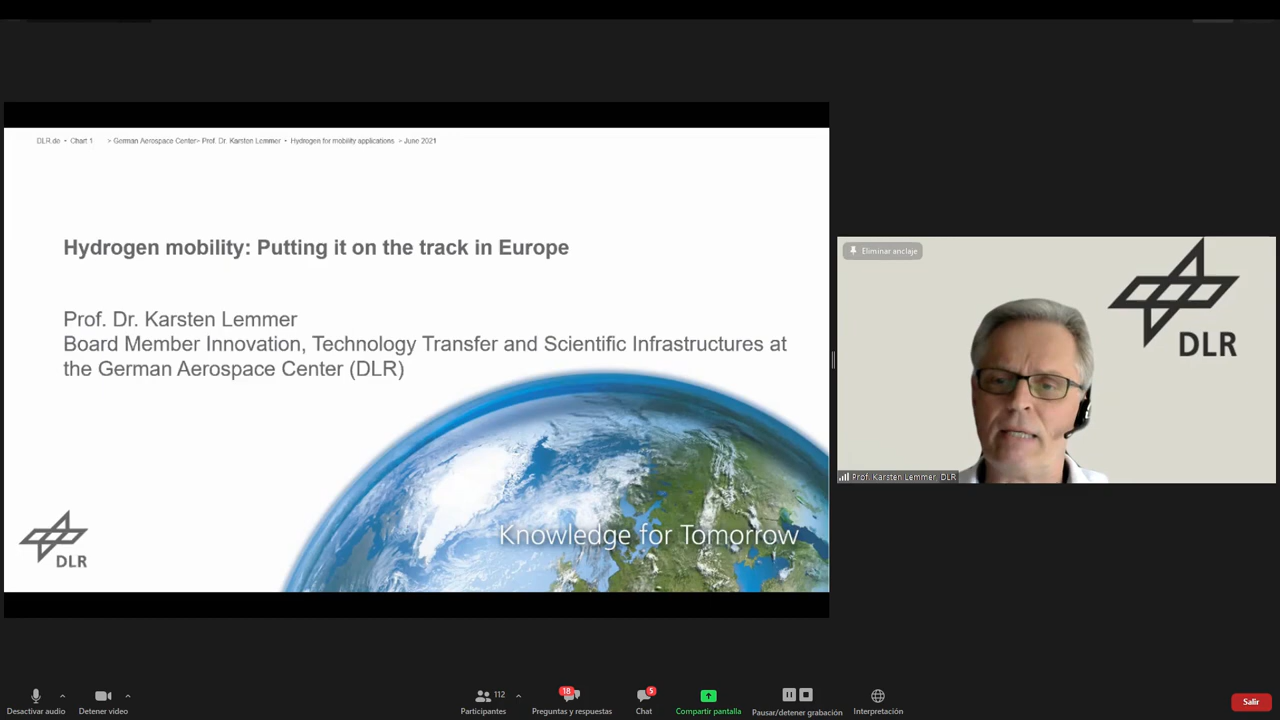 DLR.de • Chart 1 > German Aerospace Center> Prof. Dr. Karsten Lemmer • Hydrogen for mobility applications > June 2021
Hydrogen mobility: Putting it on the track in Europe
Prof. Dr. Karsten Lemmer
Board Member Innovation, Technology Transfer and Scientific Infrastructures at
the German Aerospace Center (DLR)
Knowledge for Tomorrow
DLR
Eliminar anclaje
DLR
Prof. Karsten Lemmer DLR
Desactivar audio
Detener video
112
Participantes
18
Preguntas y respuestas
5
Chat
Compartir pantalla
Pausar/detener grabación
Interpretación
Salir